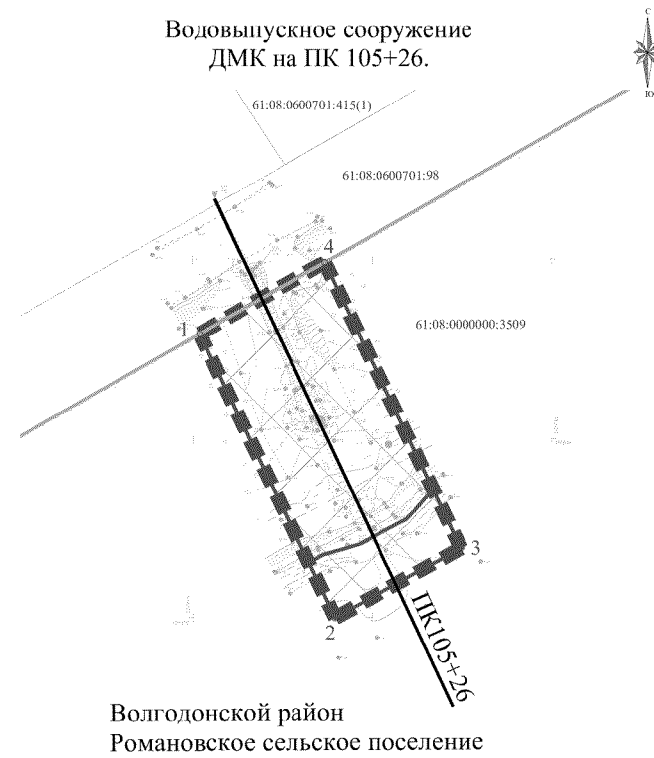 Водовыпускное сооружение
ДМК на ПК 105+26.
С
Ю
61:08:0600701:415(1)
61:08:0600701:98
4
1
61:08:0000000:3509
3
2
ПК105+26
Волгодонской район
Романовское сельское поселение